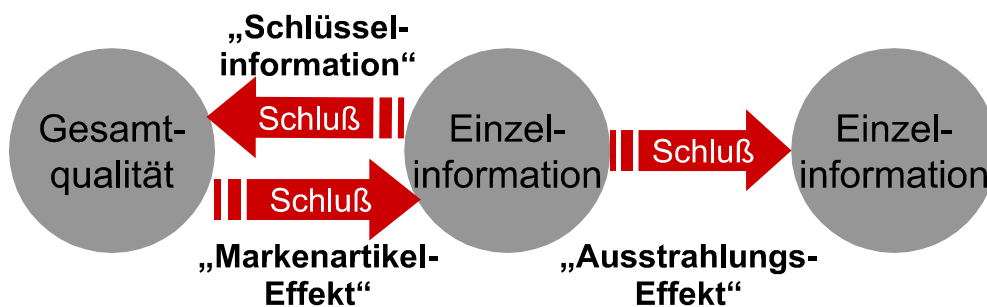 „Schlüssel-
information“
Gesamt-
qualität
Schluß
Schluß
Einzel-
information
Schluß
Einzel-
information
„Markenartikel-
Effekt“
„Ausstrahlungs-
Effekt“